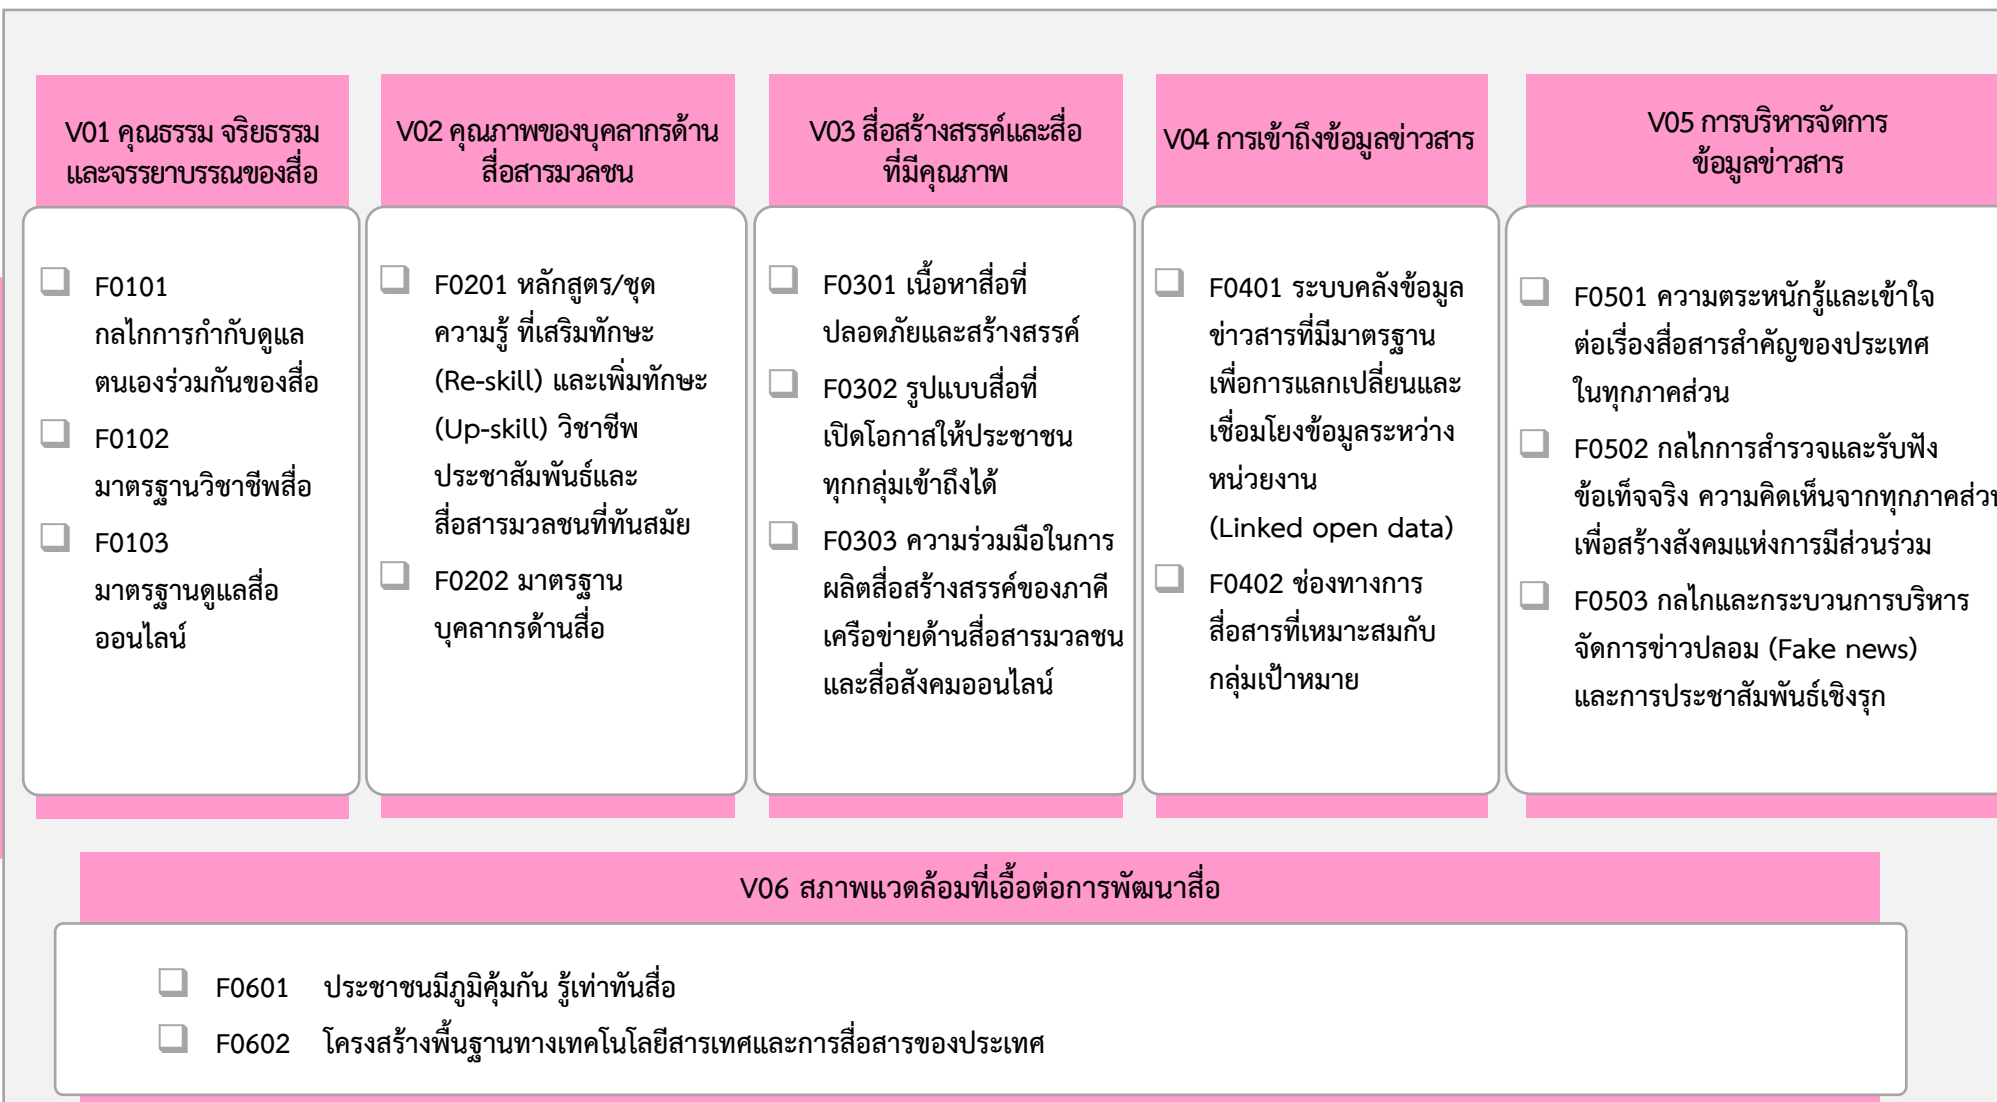 V01 คุณธรรม จริยธรรม
และจรรยาบรรณของสื่อ
F0101
กลไกการกำกับดูแล
ตนเองร่วมกันของสื่อ
F0102
มาตรฐานวิชาชีพสื่อ
F0103
มาตรฐานดูแลสื่อ
ออนไลน์
V02 คุณภาพของบุคลากรด้าน
สื่อสารมวลชน
F0201 หลักสูตร/ชุด
ความรู้ ที่เสริมทักษะ
(Re-skill) และเพิ่มทักษะ
(Up-skill) วิชาชีพ
ประชาสัมพันธ์และ
สื่อสารมวลชนที่ทันสมัย
F0202 มาตรฐาน
บุคลากรด้านสื่อ
V03 สื่อสร้างสรรค์และสื่อ
ที่มีคุณภาพ
F0301 เนื้อหาสื่อที่
ปลอดภัยและสร้างสรรค์
F0302 รูปแบบสื่อที่
เปิดโอกาสให้ประชาชน
ทุกกลุ่มเข้าถึงได้
F0303 ความร่วมมือในการ
ผลิตสื่อสร้างสรรค์ของภาคี
เครือข่ายด้านสื่อสารมวลชน
และสื่อสังคมออนไลน์
V04 การเข้าถึงข้อมูลข่าวสาร
F0401 ระบบคลังข้อมูล
ข่าวสารที่มีมาตรฐาน
เพื่อการแลกเปลี่ยนและ
เชื่อมโยงข้อมูลระหว่าง
หน่วยงาน
(Linked open data)
F0402 ช่องทางการ
สื่อสารที่เหมาะสมกับ
กลุ่มเป้าหมาย
V05 การบริหารจัดการ
ข้อมูลข่าวสาร
F0501 ความตระหนักรู้และเข้าใจ
ต่อเรื่องสื่อสารสำคัญของประเทศ
ในทุกภาคส่วน
F0502 กลไกการสำรวจและรับฟัง
ข้อเท็จจริง ความคิดเห็นจากทุกภาคส่วน
เพื่อสร้างสังคมแห่งการมีส่วนร่วม
F0503 กลไกและกระบวนการบริหาร
จัดการข่าวปลอม (Fake news)
และการประชาสัมพันธ์เชิงรุก
V06 สภาพแวดล้อมที่เอื้อต่อการพัฒนาสื่อ
F0601 ประชาชนมีภูมิคุ้มกัน รู้เท่าทันสื่อ
F0602 โครงสร้างพื้นฐานทางเทคโนโลยีสารเทศและการสื่อสารของประเทศ